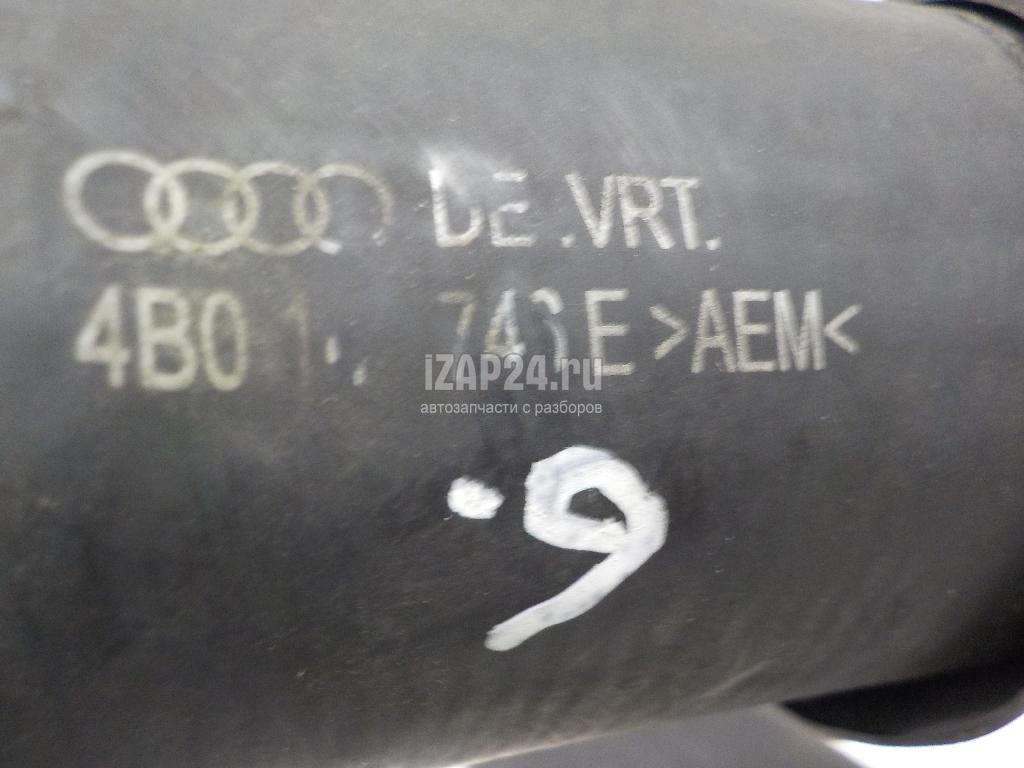 DE .VRT.
4B0 E >AEM<
iZAP24.ru
автозапчасти с разборов
.9